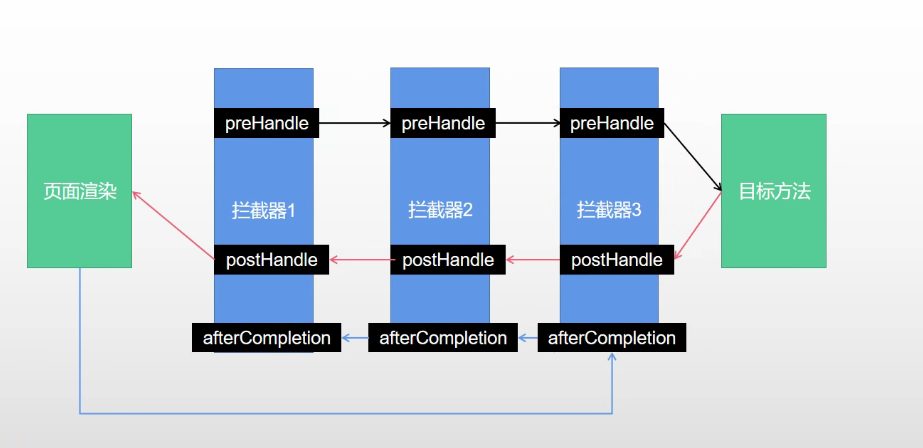 preHandle
preHandle
preHandle
页面渲染
拦截器1
拦截器2
拦截器3
目标方法
postHandle
postHandle
postHandle
afterCompletion
afterCompletion
afterCompletion